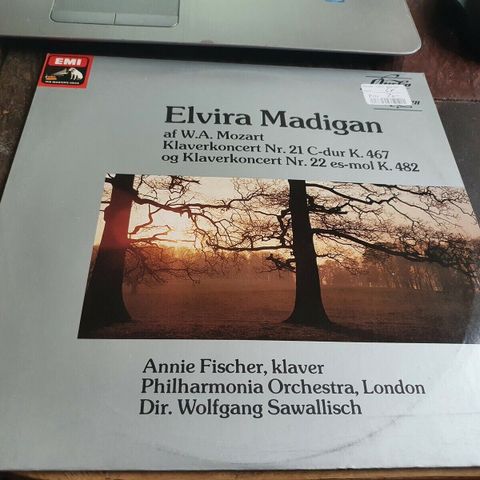 EMI
Elvira Madigan
af W.A. Mozart
Klaverkoncert Nr. 21 C-dur K. 467
og Klaverkoncert Nr. 22 es-mol K. 482
Annie Fischer, klaver
Philharmonia Orchestra, London
Dir. Wolfgang Sawallisch